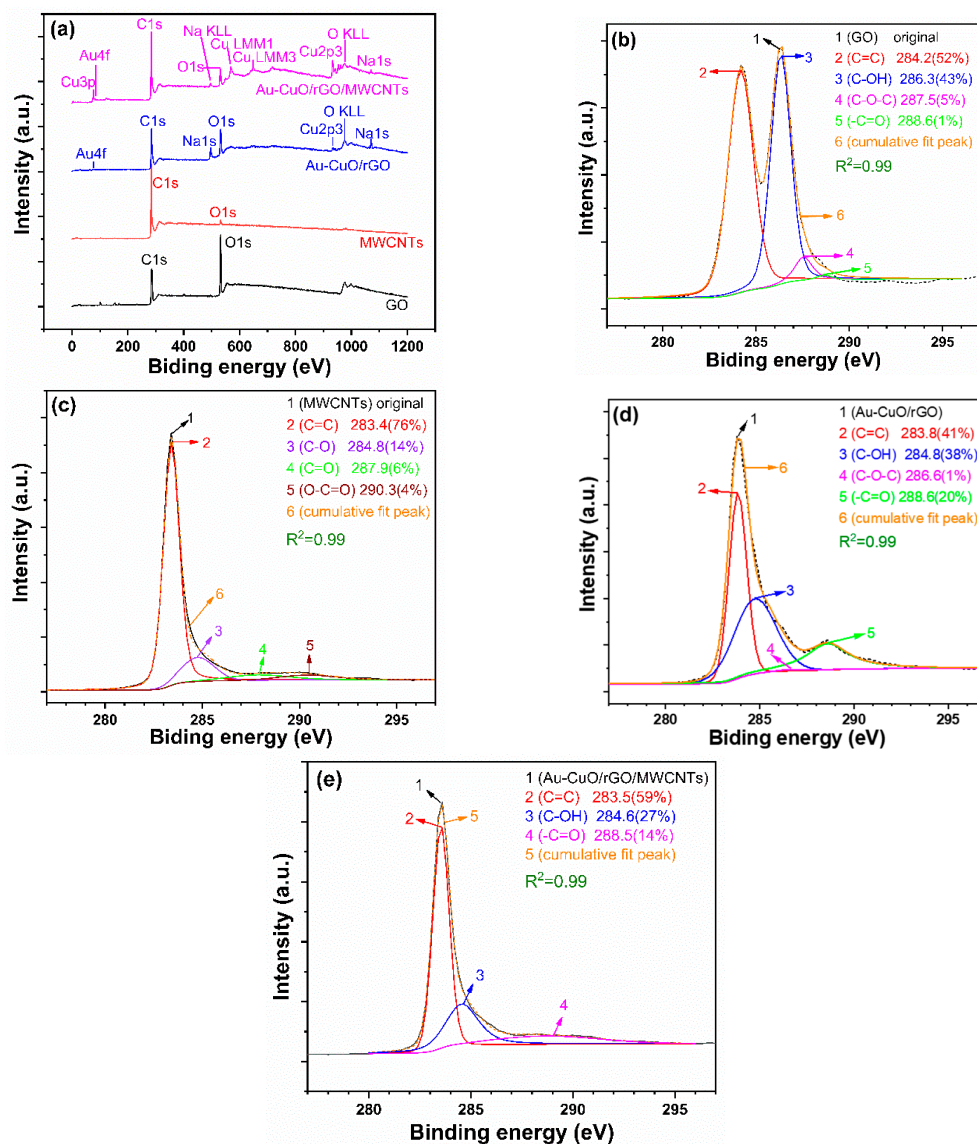 (a)
C1s
Na KLL
Cu LMM1
Cu LMM3
O KLL
Au4f
Cu2p3
Cu3p
O1s
Na1s
Au-CuO/rGO/MWCNTs
C1s
O1s
O KLL
Cu2p3
Au4f
Na1s
Na1s
Au-CuO/rGO
C1s
O1s
MWCNTs
C1s
O1s
GO
Intensity (a.u.)
0 200 400 600 800 1000 1200
Biding energy (eV)
(b)
1
1 (GO) original
2 (C=C) 284.2(52%)
3 (C-OH) 286.3(43%)
4 (C-O-C) 287.5(5%)
5 (-C=O) 288.6(1%)
6 (cumulative fit peak)
R²=0.99
2
3
6
4
5
Intensity (a.u.)
280 285 290 295
Biding energy (eV)
(c)
1
1 (MWCNTs) original
2 (C=C) 283.4(76%)
3 (C-O) 284.8(14%)
4 (C=O) 287.9(6%)
5 (O-C=O) 290.3(4%)
6 (cumulative fit peak)
R²=0.99
2
6
3
4
5
Intensity (a.u.)
280 285 290 295
Biding energy (eV)
(d)
1
1 (Au-CuO/rGO)
2 (C=C) 283.8(41%)
3 (C-OH) 284.8(38%)
4 (C-O-C) 286.6(1%)
5 (-C=O) 288.6(20%)
6 (cumulative fit peak)
R²=0.99
6
2
3
5
4
Intensity (a.u.)
280 285 290 295
Biding energy (eV)
(e)
1
1 (Au-CuO/rGO/MWCNTs)
2 (C=C) 283.5(59%)
3 (C-OH) 284.6(27%)
4 (-C=O) 288.5(14%)
5 (cumulative fit peak)
R²=0.99
2
5
3
4
Intensity (a.u.)
280 285 290 295
Binding energy (eV)